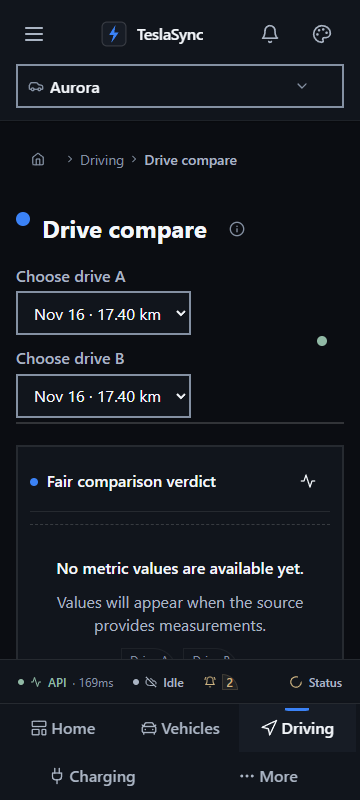 TeslaSync
Aurora
Driving
Drive compare
Drive compare
Choose drive A
Nov 16 · 17.40 km
Choose drive B
Nov 16 · 17.40 km
Fair comparison verdict
No metric values are available yet.
Values will appear when the source
provides measurements.
API · 169ms
Idle
2
Status
Home
Vehicles
Driving
Charging
More